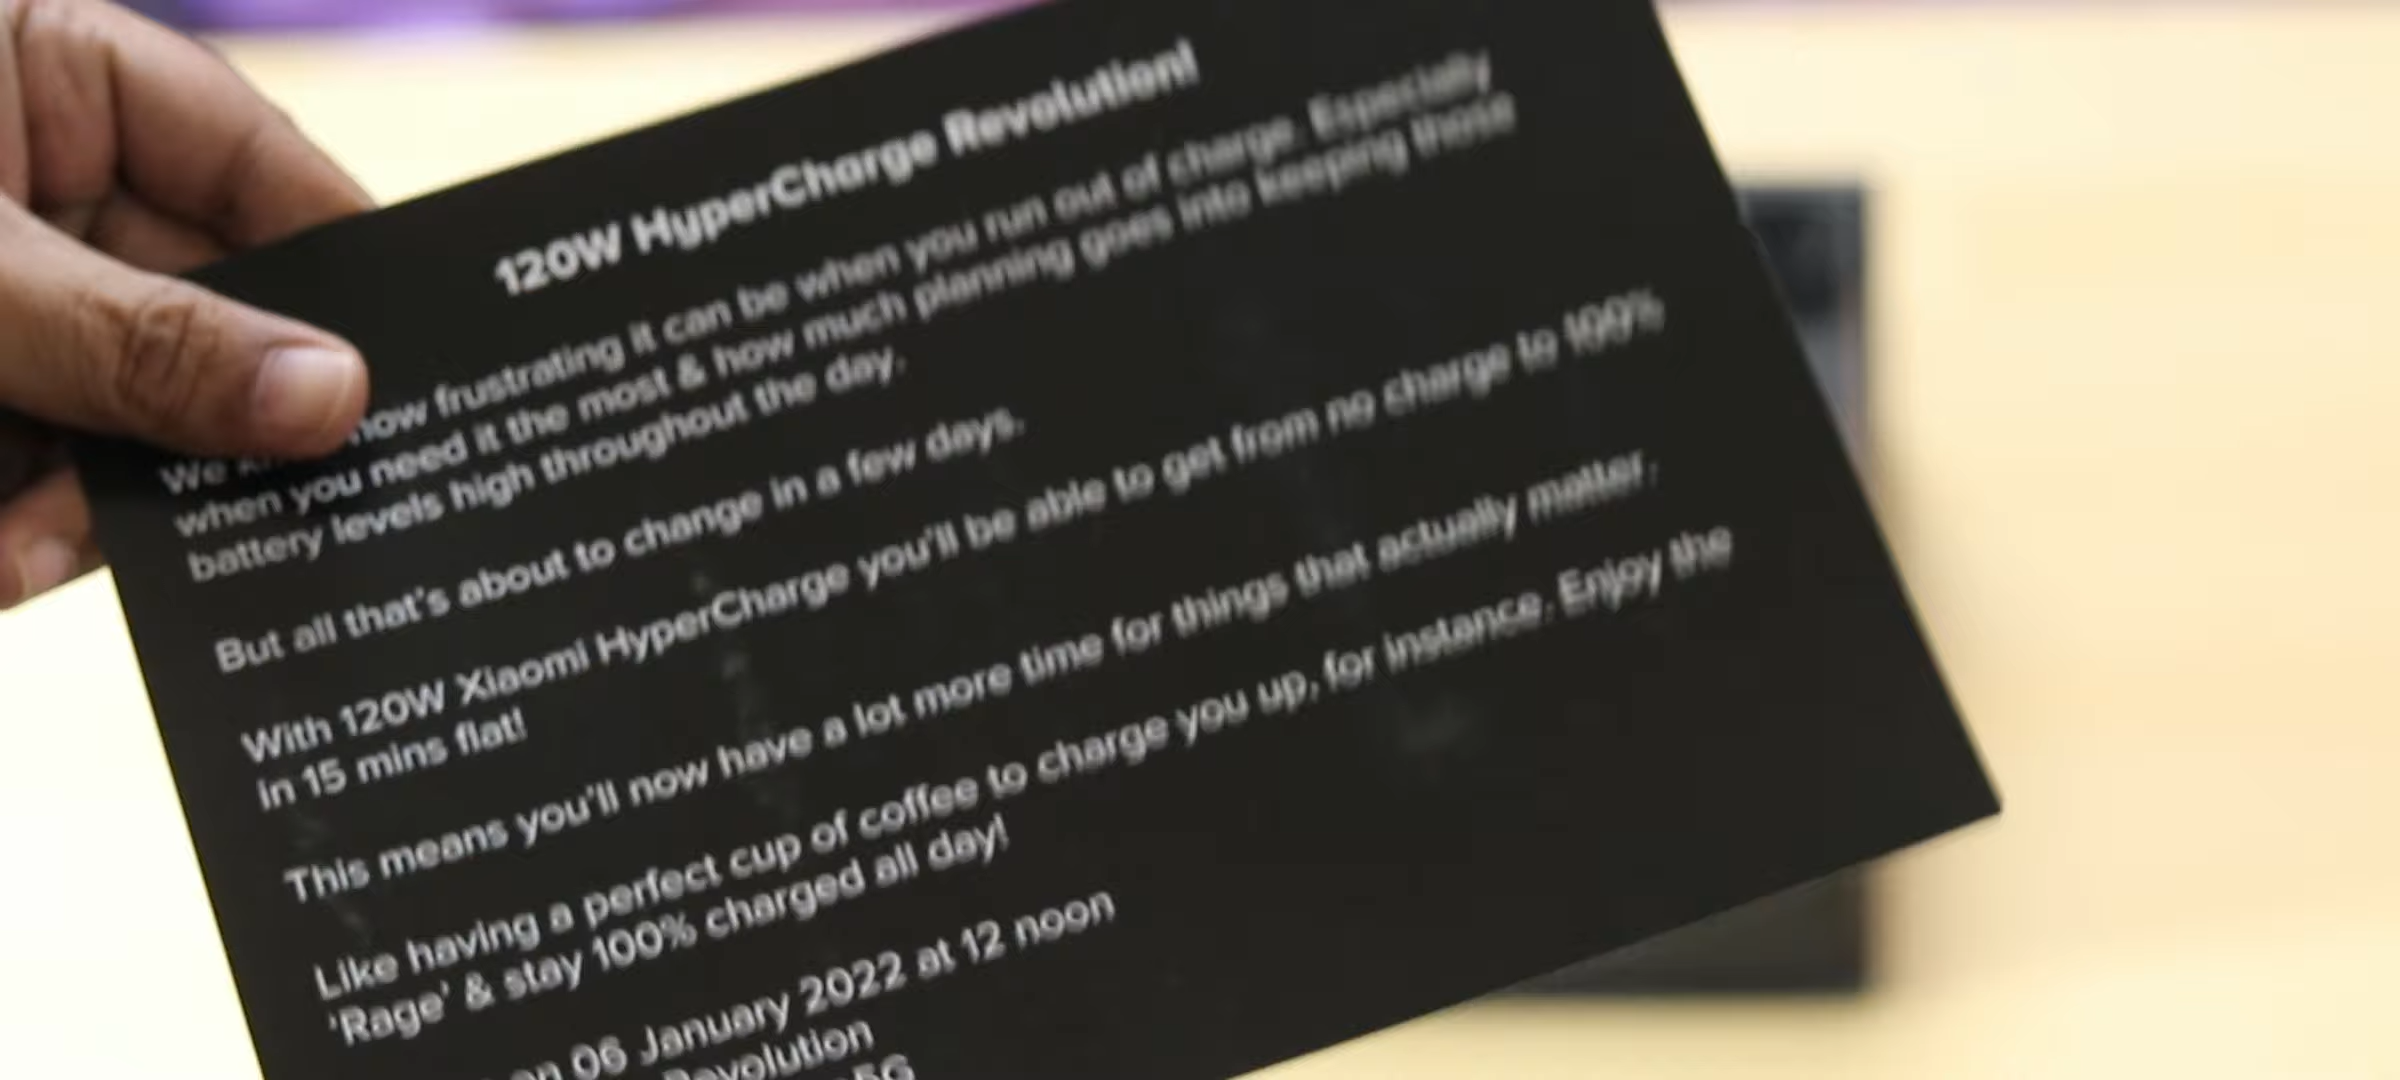 120W HyperCharge Revolution!
We how frustrating it can be when you run out of charge. Especially
when you need it the most & how much planning goes into keeping those
battery levels high throughout the day.
But all that's about to change in a few days.
With 120W Xiaomi HyperCharge you'll be able to get from no charge to 100%
in 15 mins flat!
This means you'll now have a lot more time for things that actually matter.
Like having a perfect cup of coffee to charge you up, for instance. Enjoy the
'Rage' & stay 100% charged all day!
on 06 January 2022 at 12 noon
Revolution
5G